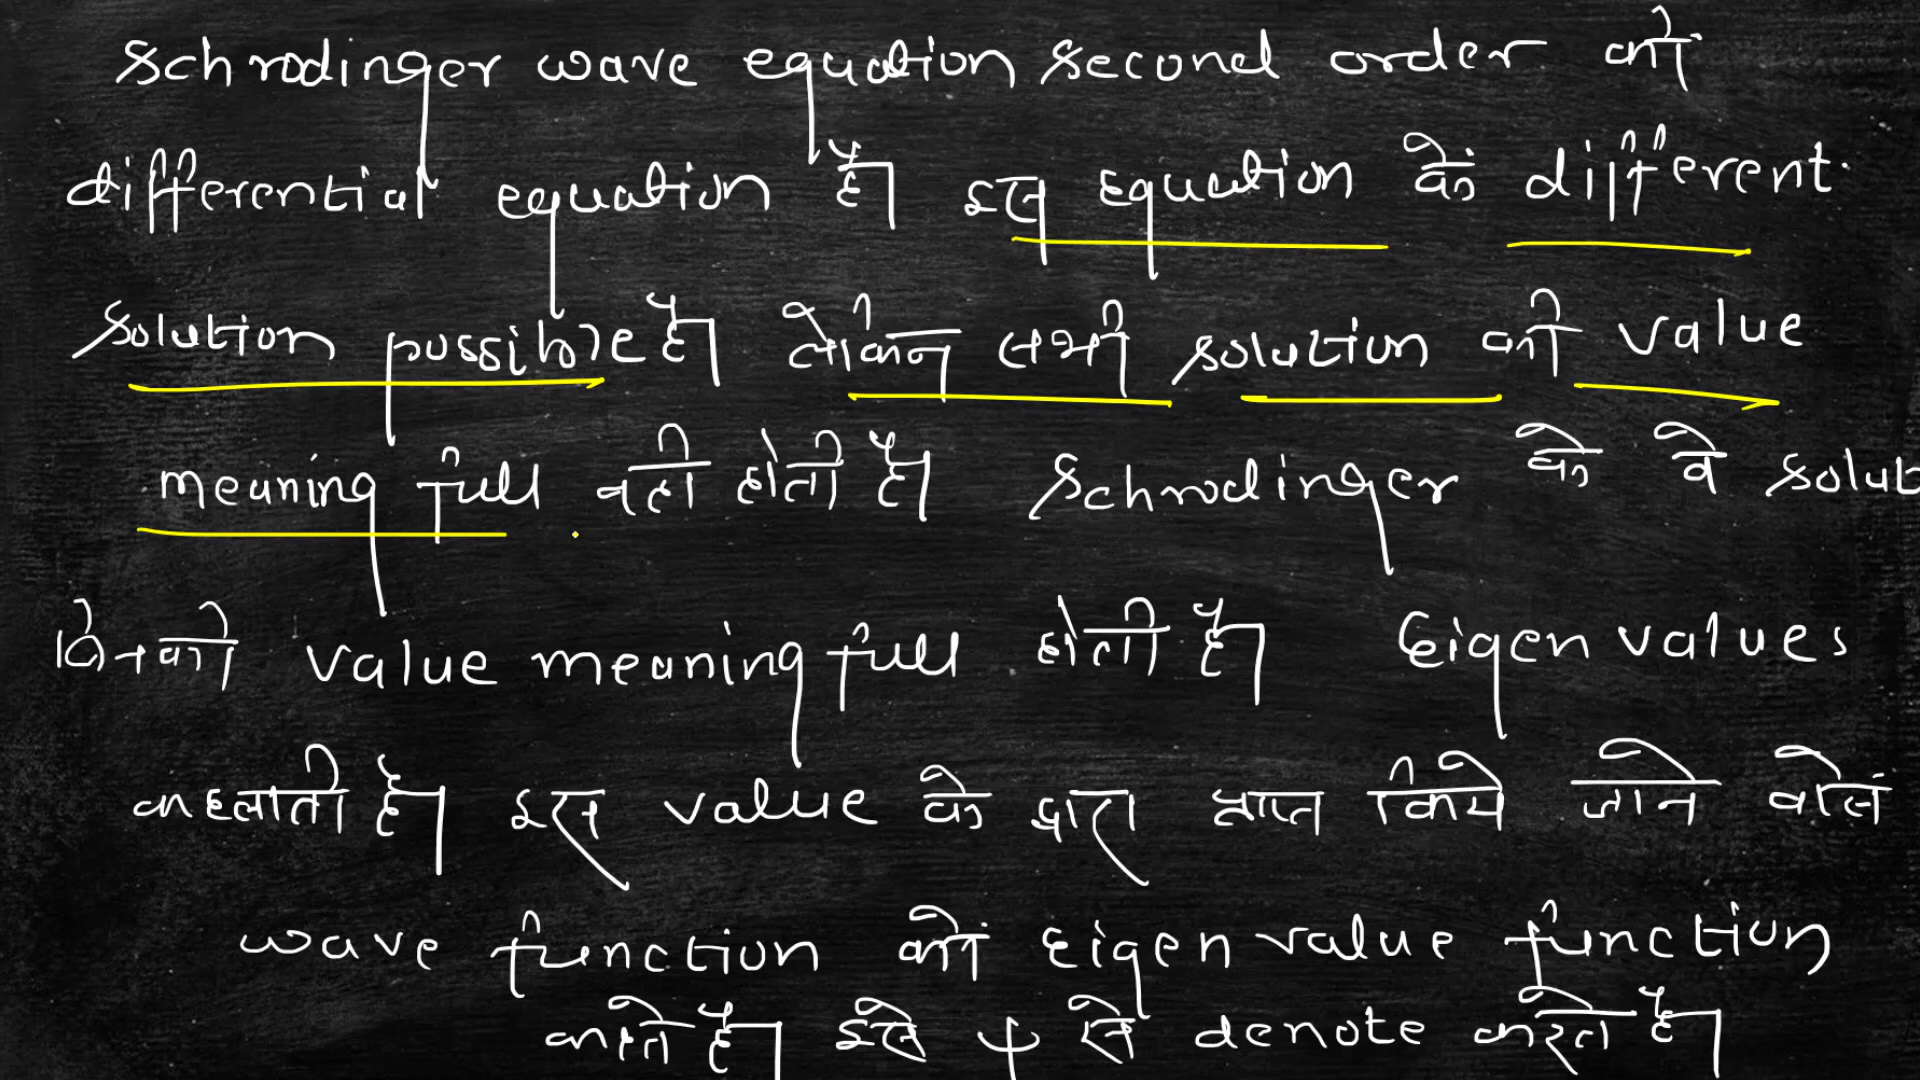 Schrodinger wave equation second order की
differential equation है। इस equation के different
solution possible है। लेकिन सभी solution की value
meaning full नही होती है। Schrodinger के वे solut
value meaning full होती है। Eigen values
कहलाती है। इस value के द्वारा प्राप्त किये जाने वाले
wave function को Eigen value function
कहते है। इसे ψ से denote करते है।